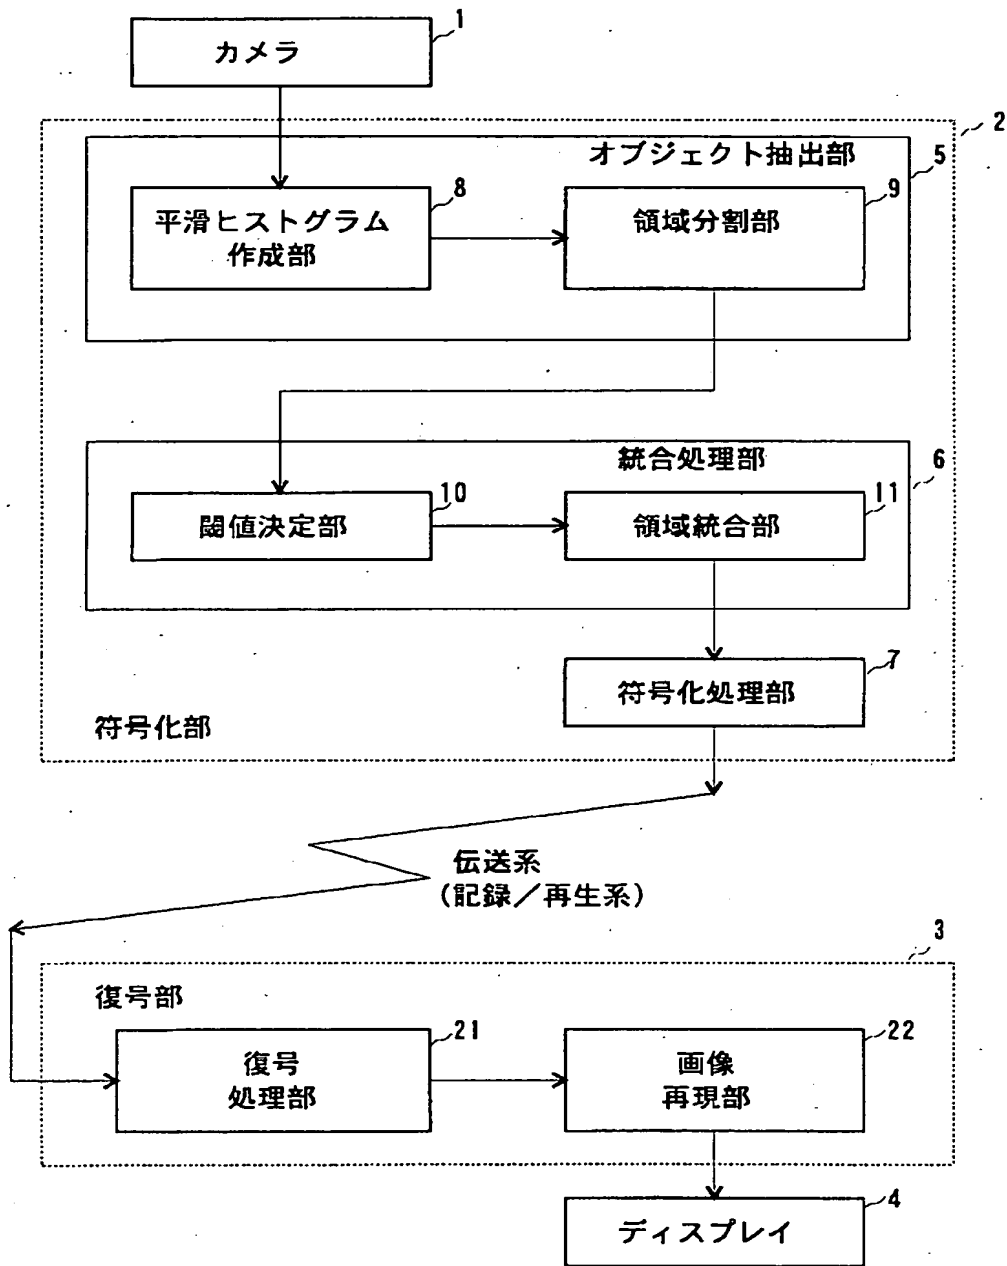 カメラ
1
2
オブジェクト抽出部
5
平滑ヒストグラム
作成部
8
領域分割部
9
統合処理部
6
閾値決定部
10
領域統合部
11
符号化処理部
7
符号化部
伝送系
(記録／再生系)
3
復号部
復号
処理部
21
画像
再現部
22
ディスプレイ
4